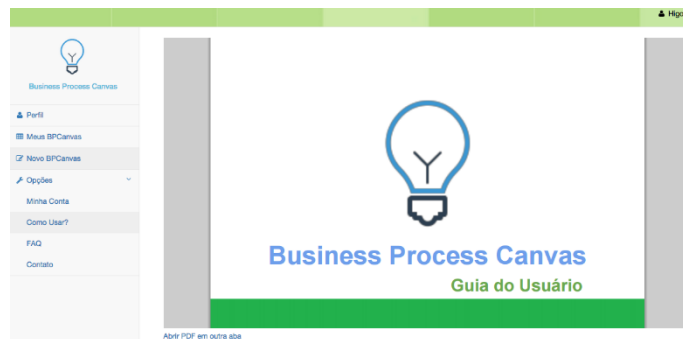 Higo
Business Process Canvas
Perfil
Meus BPCanvas
Novo BPCanvas
Opções
Minha Conta
Como Usar?
FAQ
Contato
Business Process Canvas
Guia do Usuário
Abrir PDF em outra aba